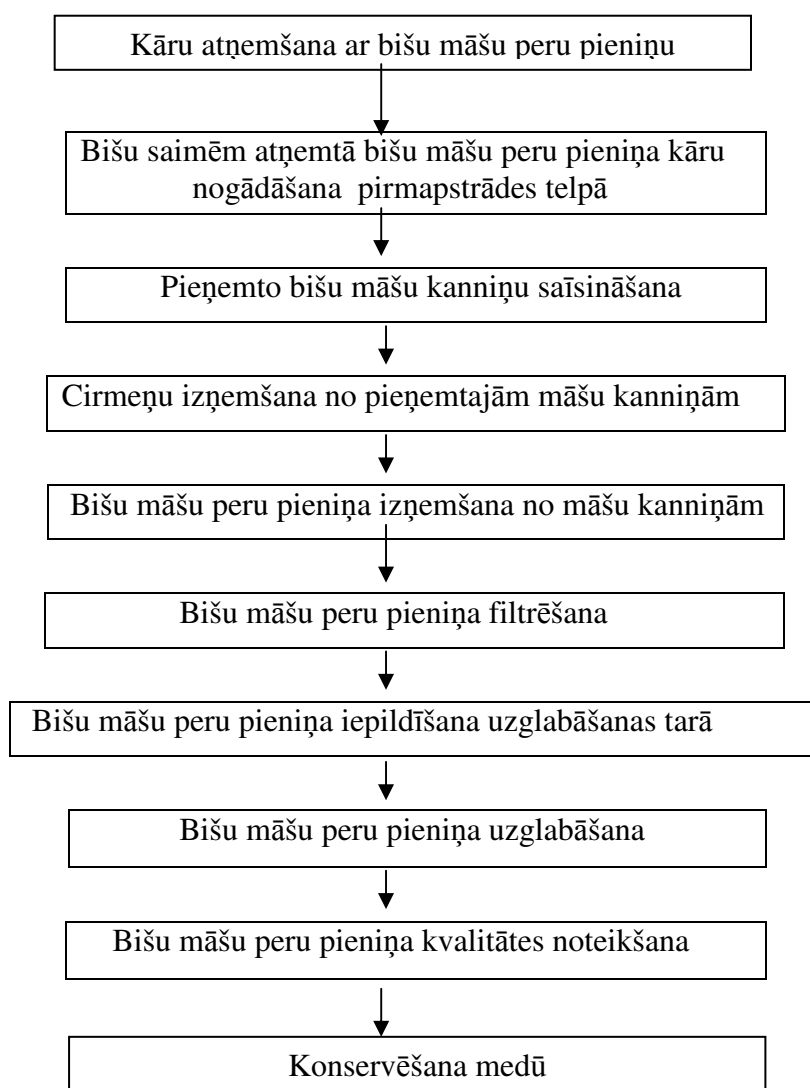 Kāru atņemšana ar bišu māšu peru pieniņu
Bišu saimēm atņemtā bišu māšu peru pieniņa kāru
nogādāšana pirmapstrādes telpā
Pieņemto bišu māšu kanniņu saīsināšana
Cirmeņu izņemšana no pieņemtajām māšu kanniņām
Bišu māšu peru pieniņa izņemšana no māšu kanniņām
Bišu māšu peru pieniņa filtrēšana
Bišu māšu peru pieniņa iepildīšana uzglabāšanas tarā
Bišu māšu peru pieniņa uzglabāšana
Bišu māšu peru pieniņa kvalitātes noteikšana
Konservēšana medū